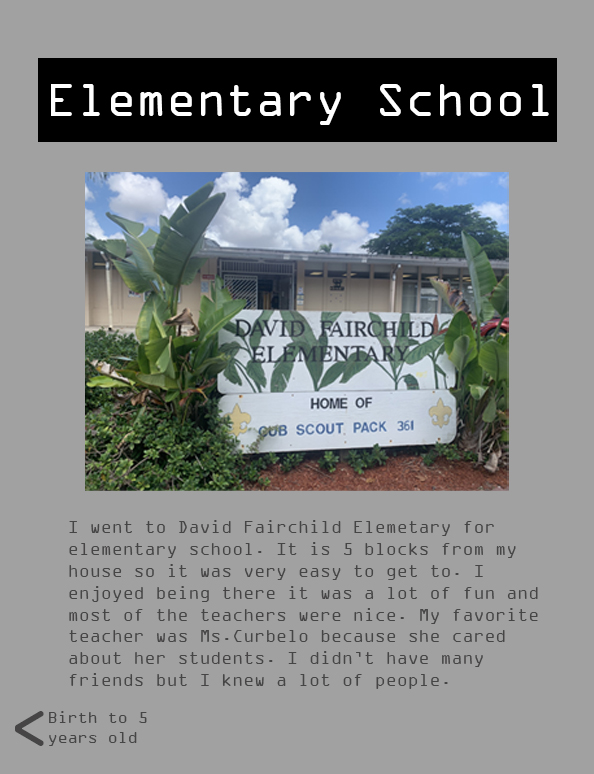 Elementary School
DAVID FAIRCHILD
ELEMENTARY
HOME OF
CUB SCOUT PACK 361
I went to David Fairchild Elemetary for
elementary school. It is 5 blocks from my
house so it was very easy to get to. I
enjoyed being there it was a lot of fun and
most of the teachers were nice. My favorite
teacher was Ms.Curbelo because she cared
about her students. I didn't have many
friends but I knew a lot of people.
Birth to 5
years old